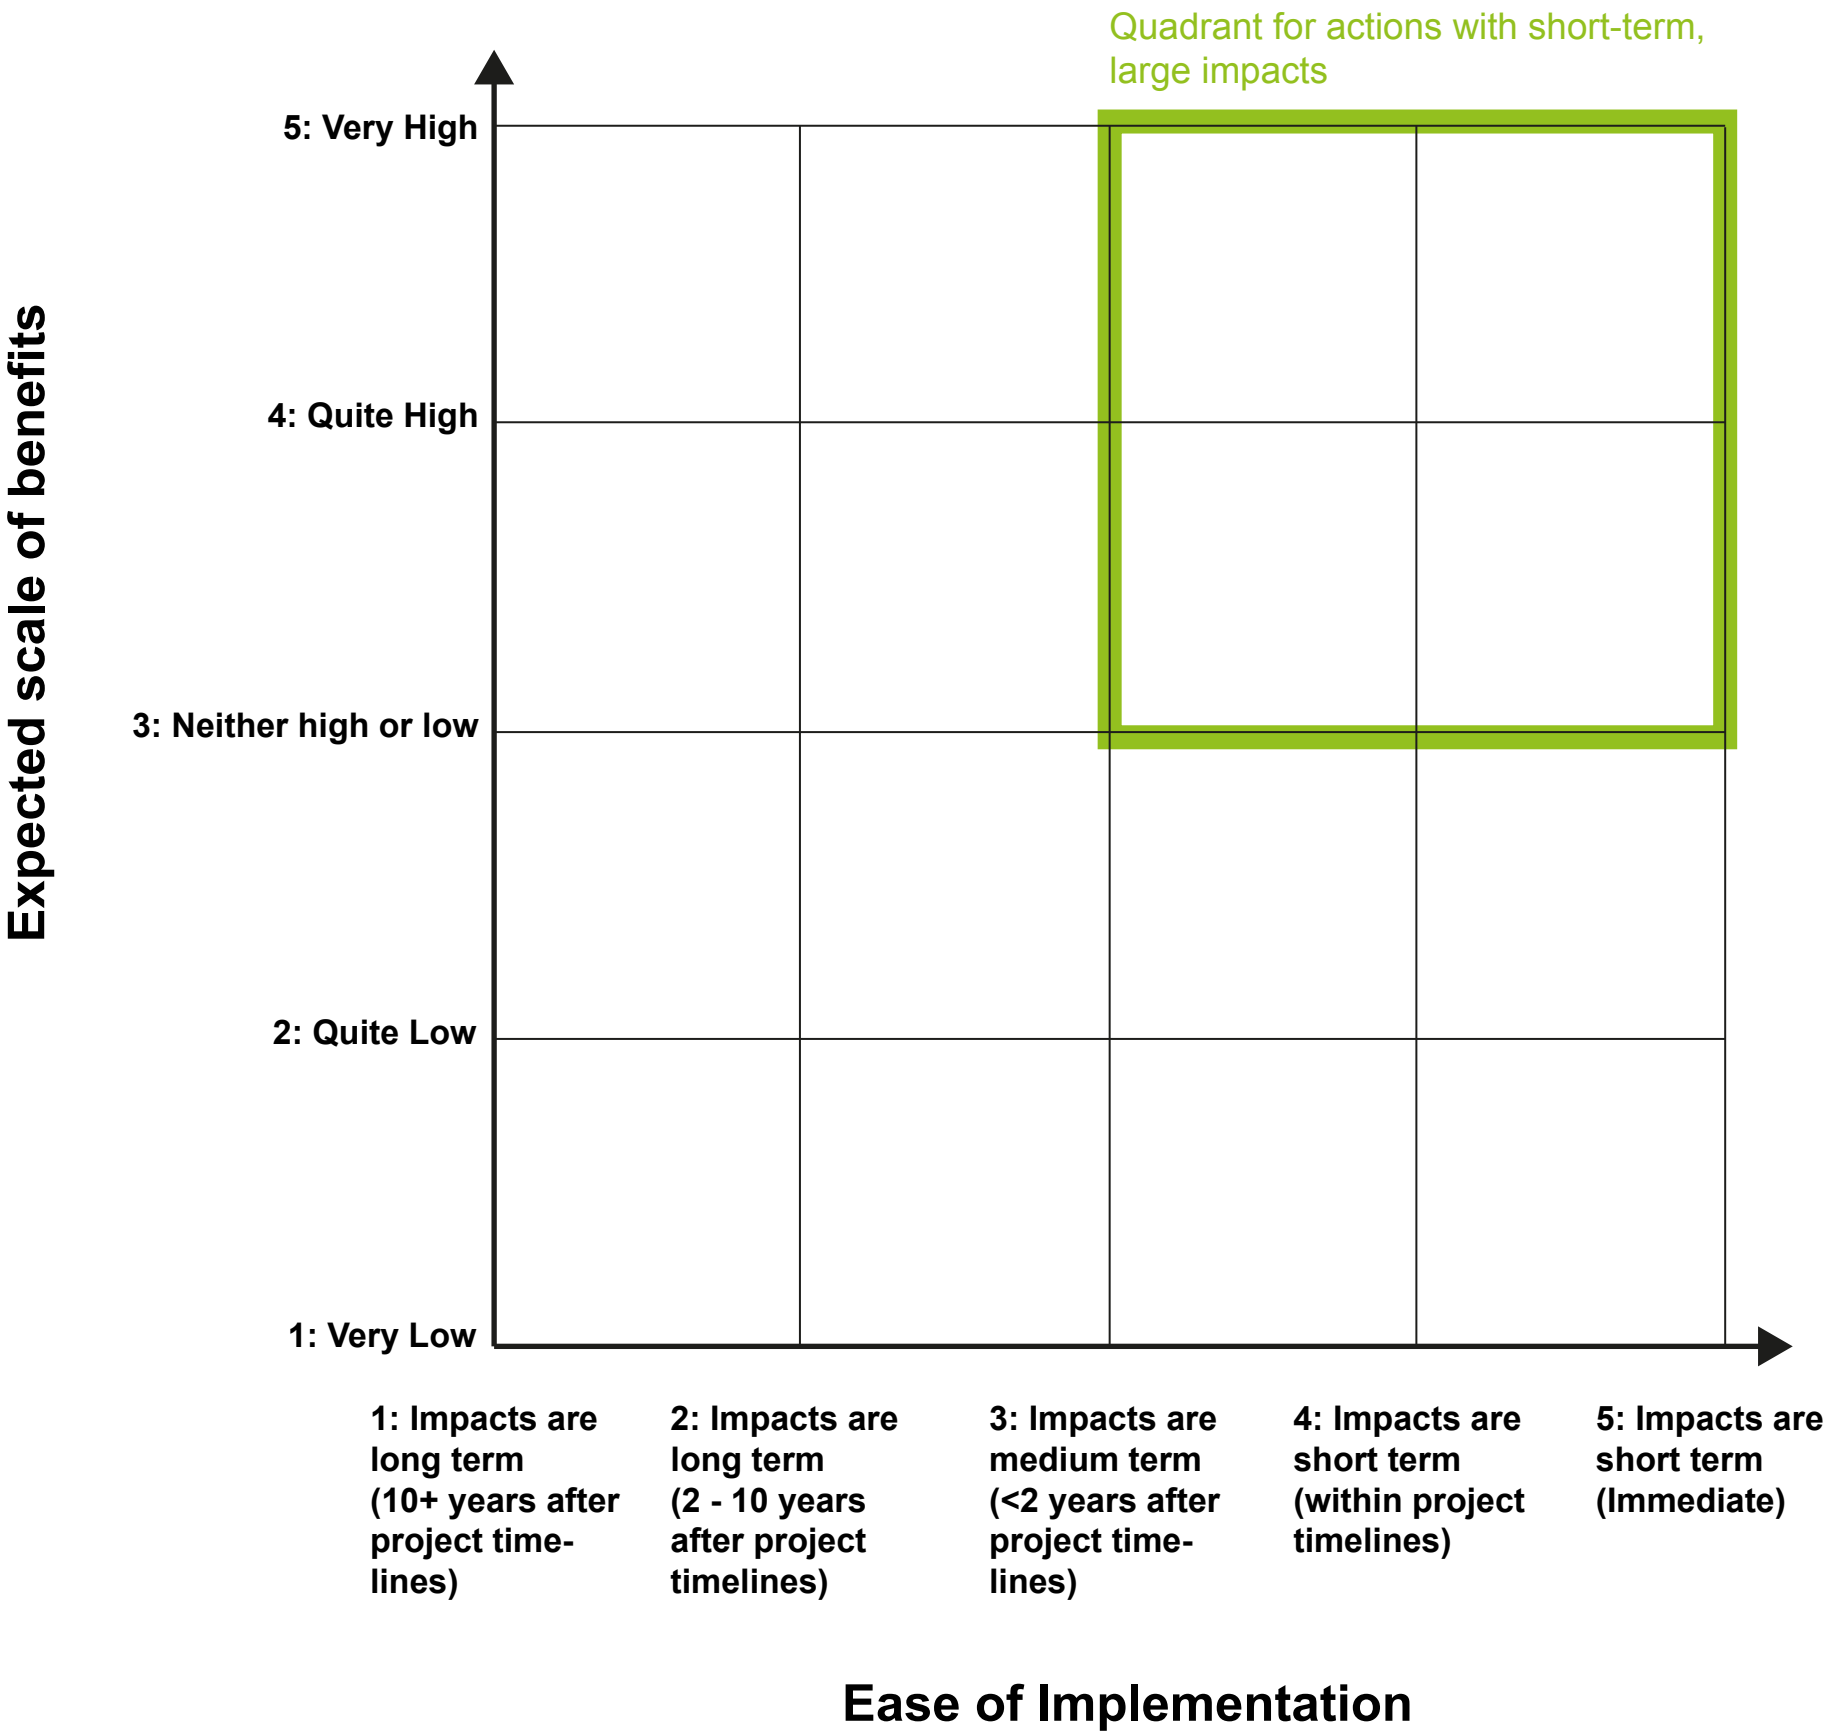 Quadrant for actions with short-term,
large impacts
Expected scale of benefits
5: Very High
4: Quite High
3: Neither high or low
2: Quite Low
1: Very Low
1: Impacts are
long term
(10+ years after
project time-
lines)
2: Impacts are
long term
(2 - 10 years
after project
timelines)
3: Impacts are
medium term
(<2 years after
project time-
lines)
4: Impacts are
short term
(within project
timelines)
5: Impacts are
short term
(Immediate)
Ease of Implementation